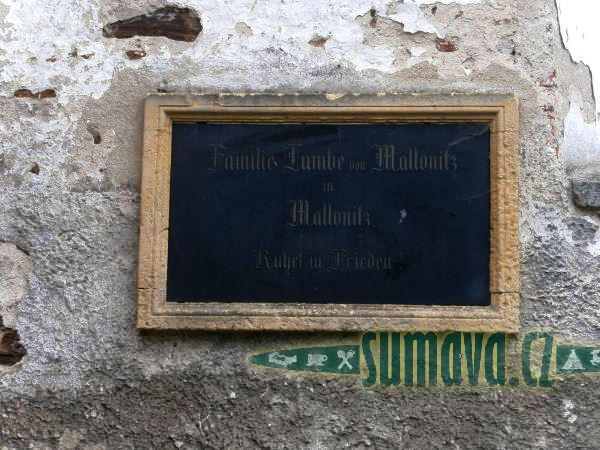 Familie Lambe von Mallonitz
in
Mallonitz
Ruhet in Frieden!
sumava.cz